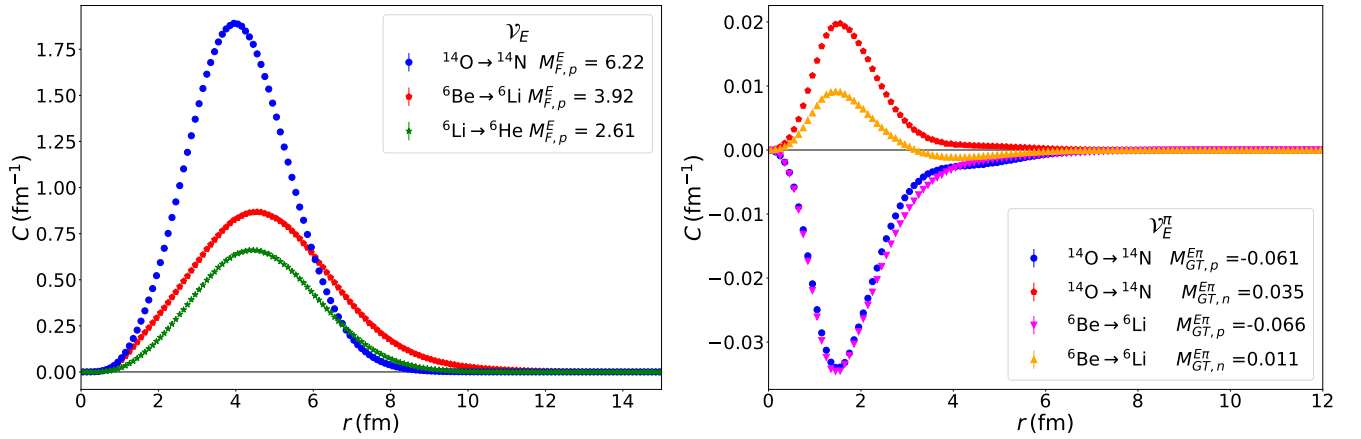 𝒱_E
¹⁴O → ¹⁴N M^E_{F,p} = 6.22
⁶Be → ⁶Li M^E_{F,p} = 3.92
⁶Li → ⁶He M^E_{F,p} = 2.61
1.75
1.50
1.25
1.00
0.75
0.50
0.25
0.00
C (fm⁻¹)
0 2 4 6 8 10 12 14
r (fm)
0.02
0.01
0.00
−0.01
−0.02
−0.03
C (fm⁻¹)
𝒱^π_E
¹⁴O → ¹⁴N M^{Eπ}_{GT,p} =-0.061
¹⁴O → ¹⁴N M^{Eπ}_{GT,n} =0.035
⁶Be → ⁶Li M^{Eπ}_{GT,p} =-0.066
⁶Be → ⁶Li M^{Eπ}_{GT,n} =0.011
0 2 4 6 8 10 12
r (fm)